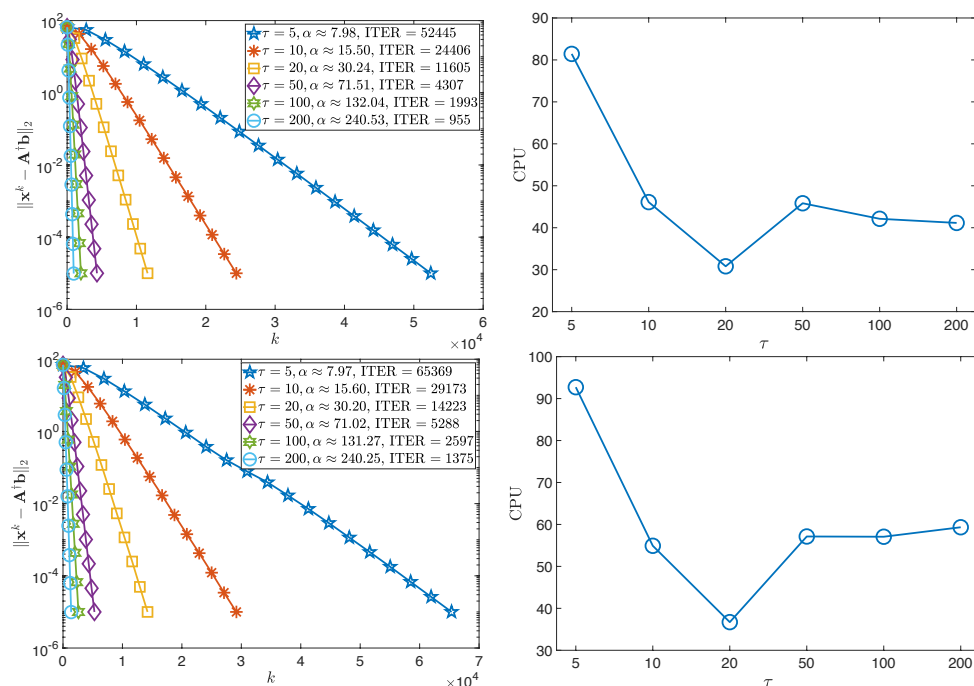 10^2
10^0
10^-2
10^-4
10^-6
||x^k − A^†b||_2
τ = 5, α ≈ 7.98, ITER = 52445
τ = 10, α ≈ 15.50, ITER = 24406
τ = 20, α ≈ 30.24, ITER = 11605
τ = 50, α ≈ 71.51, ITER = 4307
τ = 100, α ≈ 132.04, ITER = 1993
τ = 200, α ≈ 240.53, ITER = 955
0 1 2 3 4 5 6
k
×10^4
90
80
70
60
50
40
30
20
CPU
5 10 20 50 100 200
τ
10^2
10^0
10^-2
10^-4
10^-6
||x^k − A^†b||_2
τ = 5, α ≈ 7.97, ITER = 65369
τ = 10, α ≈ 15.60, ITER = 29173
τ = 20, α ≈ 30.20, ITER = 14223
τ = 50, α ≈ 71.02, ITER = 5288
τ = 100, α ≈ 131.27, ITER = 2597
τ = 200, α ≈ 240.25, ITER = 1375
0 1 2 3 4 5 6 7
k
×10^4
100
90
80
70
60
50
40
30
CPU
5 10 20 50 100 200
τ